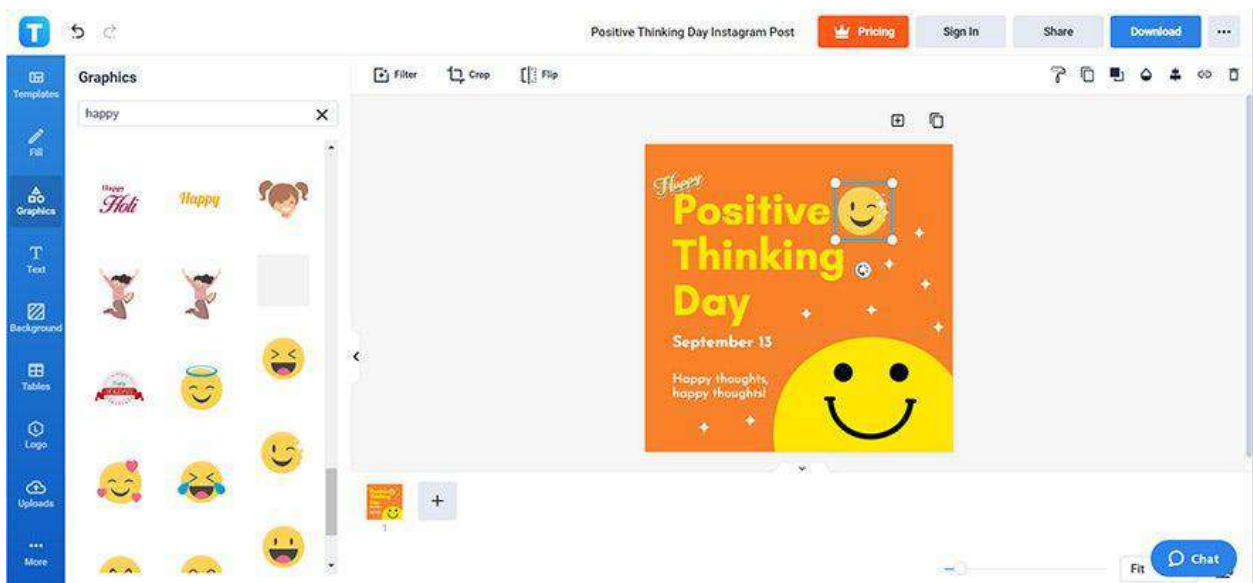 T
Positive Thinking Day Instagram Post
Pricing
Sign In
Share
Download
Templates
Fill
Graphics
Text
Background
Tables
Logo
Uploads
More
Graphics
happy
Happy
Holi
Happy
Filter
Crop
Flip
Happy
Positive
Thinking
Day
September 13
Happy thoughts,
happy thoughts!
1
Fit
Chat